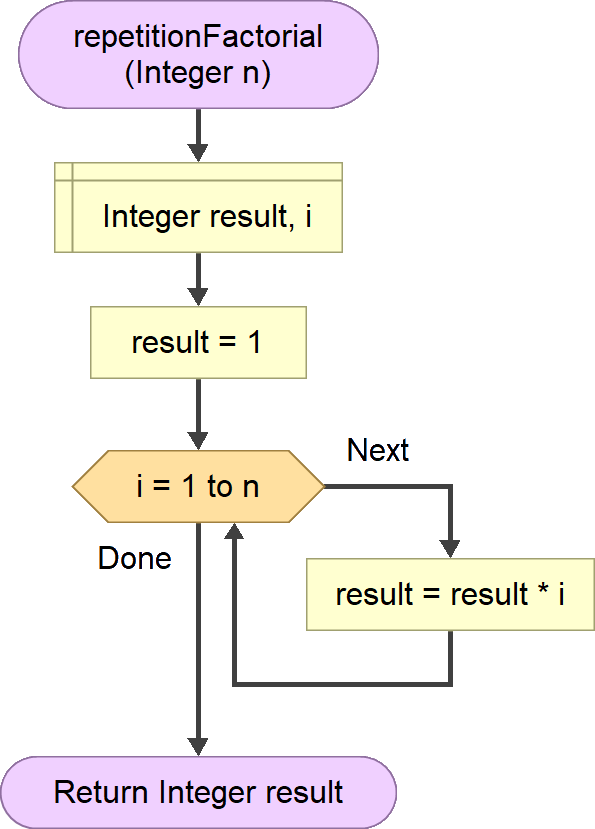 repetitionFactorial
(Integer n)
Integer result, i
result = 1
i = 1 to n
Next
Done
result = result * i
Return Integer result